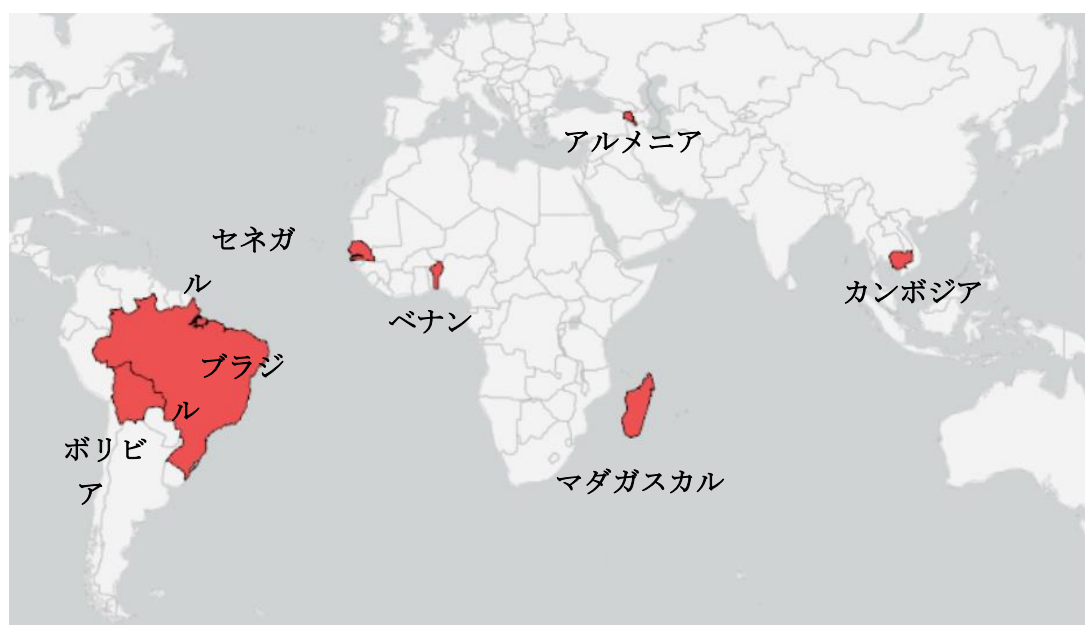 アルメニア
セネガ
ル
カンボジア
ベナン
ブラジ
ル
ボリビ
ア
マダガスカル